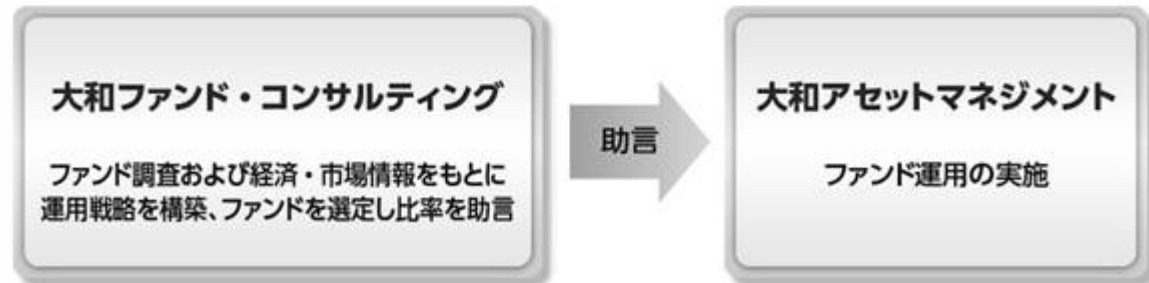 大和ファンド・コンサルティング
ファンド調査および経済・市場情報をもとに
運用戦略を構築、ファンドを選定し比率を助言
助言
大和アセットマネジメント
ファンド運用の実施